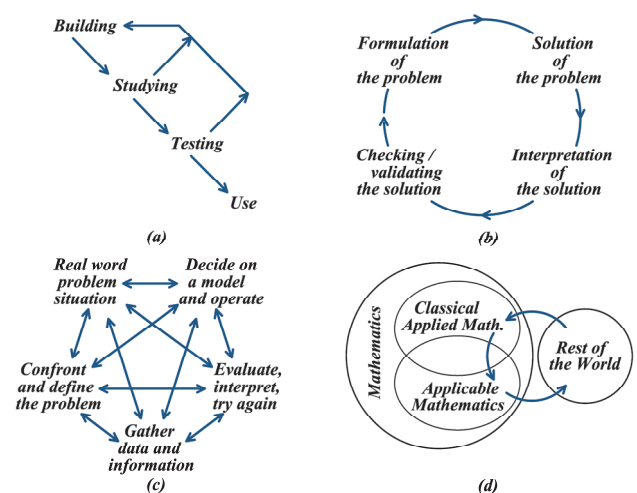 Building
Studying
Testing
Use
(a)
Formulation
of
the problem
Solution
of
the problem
Checking /
validating
the solution
Interpretation
of
the solution
(b)
Real word
problem
situation
Decide on
a model
and operate
Confront
and define
the problem
Evaluate,
interpret,
try again
Gather
data and
information
(c)
Mathematics
Classical
Applied Math.
Applicable
Mathematics
Rest of
the World
(d)